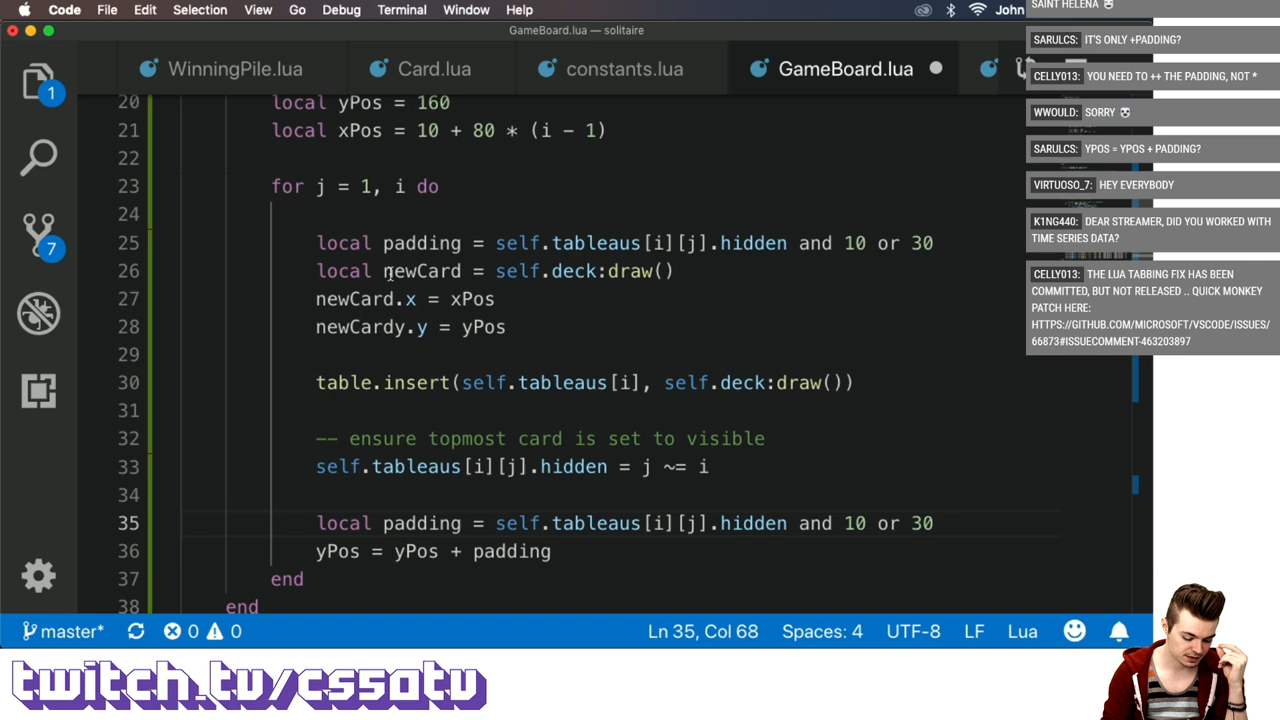 Code File Edit Selection View Go Debug Terminal Window Help John
GameBoard.lua — solitaire
WinningPile.lua Card.lua constants.lua GameBoard.lua
1
7
20 local yPos = 160
21 local xPos = 10 + 80 * (i - 1)
22
23 for j = 1, i do
24
25 local padding = self.tableaus[i][j].hidden and 10 or 30
26 local newCard = self.deck:draw()
27 newCard.x = xPos
28 newCardy.y = yPos
29
30 table.insert(self.tableaus[i], self.deck:draw())
31
32 -- ensure topmost card is set to visible
33 self.tableaus[i][j].hidden = j ~= i
34
35 local padding = self.tableaus[i][j].hidden and 10 or 30
36 yPos = yPos + padding
37 end
38 end
master* 0 0 Ln 35, Col 68 Spaces: 4 UTF-8 LF Lua
SAINT HELENA
SARULCS: IT'S ONLY +PADDING?
CELLY013: YOU NEED TO ++ THE PADDING, NOT *
WWOULD: SORRY
SARULCS: YPOS = YPOS + PADDING?
VIRTUOSO_7: HEY EVERYBODY
K1NG440: DEAR STREAMER, DID YOU WORKED WITH
TIME SERIES DATA?
CELLY013: THE LUA TABBING FIX HAS BEEN
COMMITTED, BUT NOT RELEASED .. QUICK MONKEY
PATCH HERE:
HTTPS://GITHUB.COM/MICROSOFT/VSCODE/ISSUES/
66873#ISSUECOMMENT-463203897
twitch.tv/cssatv